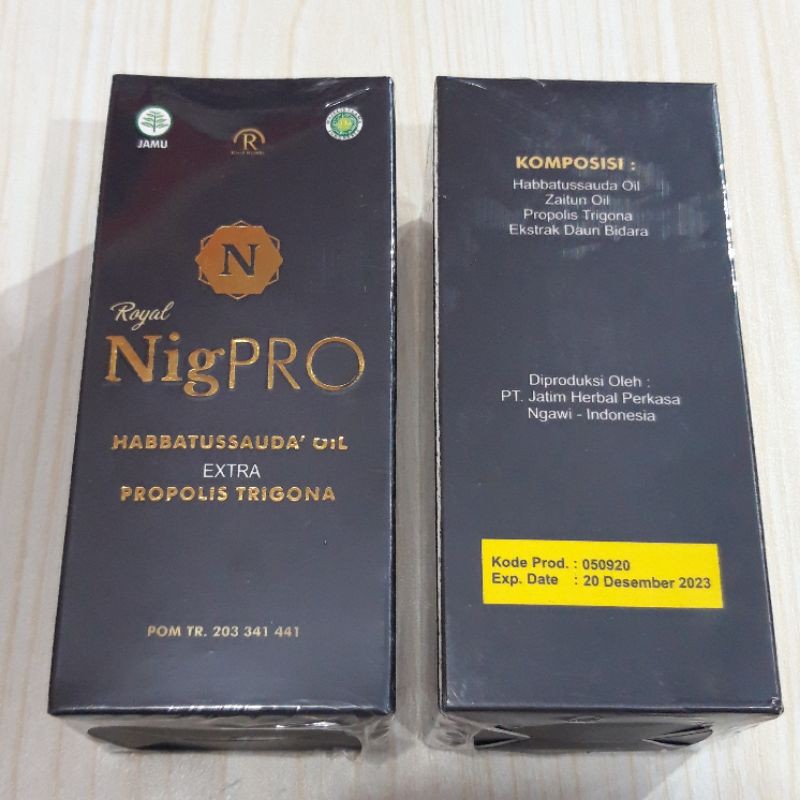 JAMU
R
N
Royal
NigPRO
HABBATUSSAUDA' OIL
EXTRA
PROPOLIS TRIGONA
POM TR. 203 341 441
KOMPOSISI :
Habbatussauda Oil
Zaitun Oil
Propolis Trigona
Ekstrak Daun Bidara
Diproduksi Oleh :
PT. Jatim Herbal Perkasa
Ngawi - Indonesia
Kode Prod. : 050920
Exp. Date : 20 Desember 2023